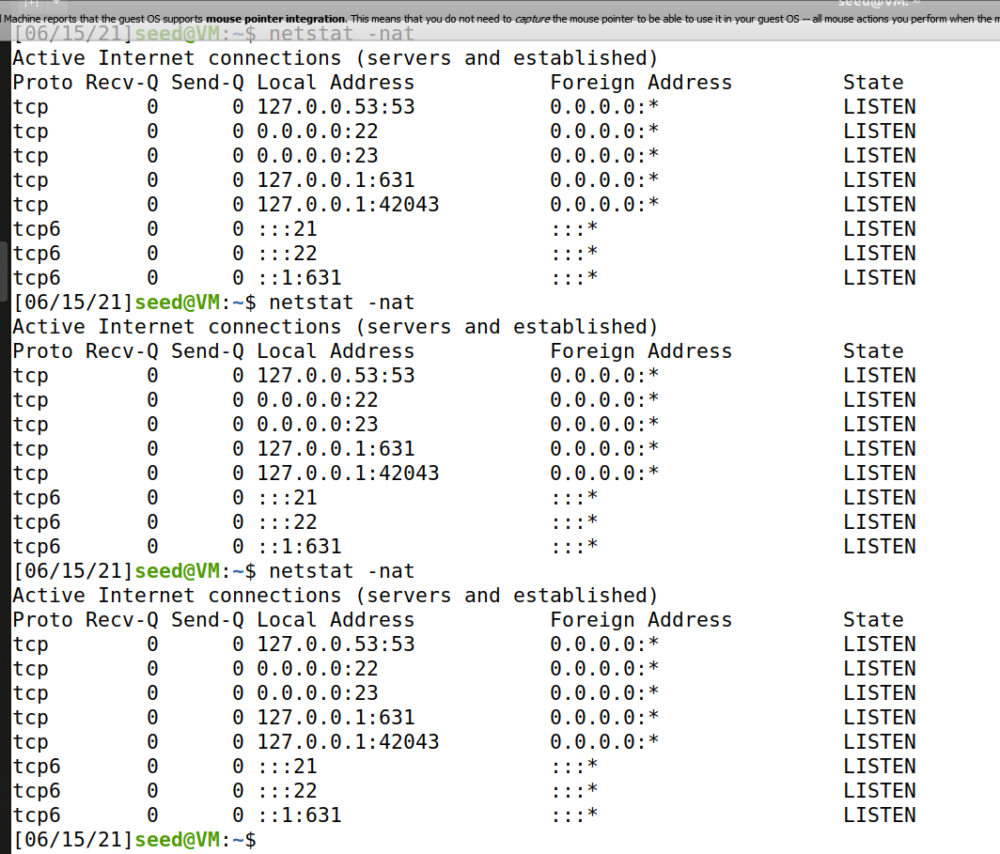 seed@VM: ~
Machine reports that the guest OS supports mouse pointer integration. This means that you do not need to capture the mouse pointer to be able to use it in your guest OS -- all mouse actions you perform when the
[06/15/21]seed@VM:~$ netstat -nat
Active Internet connections (servers and established)
Proto Recv-Q Send-Q Local Address           Foreign Address         State
tcp        0      0 127.0.0.53:53           0.0.0.0:*               LISTEN
tcp        0      0 0.0.0.0:22              0.0.0.0:*               LISTEN
tcp        0      0 0.0.0.0:23              0.0.0.0:*               LISTEN
tcp        0      0 127.0.0.1:631           0.0.0.0:*               LISTEN
tcp        0      0 127.0.0.1:42043         0.0.0.0:*               LISTEN
tcp6       0      0 :::21                   :::*                    LISTEN
tcp6       0      0 :::22                   :::*                    LISTEN
tcp6       0      0 ::1:631                 :::*                    LISTEN
[06/15/21]seed@VM:~$ netstat -nat
Active Internet connections (servers and established)
Proto Recv-Q Send-Q Local Address           Foreign Address         State
tcp        0      0 127.0.0.53:53           0.0.0.0:*               LISTEN
tcp        0      0 0.0.0.0:22              0.0.0.0:*               LISTEN
tcp        0      0 0.0.0.0:23              0.0.0.0:*               LISTEN
tcp        0      0 127.0.0.1:631           0.0.0.0:*               LISTEN
tcp        0      0 127.0.0.1:42043         0.0.0.0:*               LISTEN
tcp6       0      0 :::21                   :::*                    LISTEN
tcp6       0      0 :::22                   :::*                    LISTEN
tcp6       0      0 ::1:631                 :::*                    LISTEN
[06/15/21]seed@VM:~$ netstat -nat
Active Internet connections (servers and established)
Proto Recv-Q Send-Q Local Address           Foreign Address         State
tcp        0      0 127.0.0.53:53           0.0.0.0:*               LISTEN
tcp        0      0 0.0.0.0:22              0.0.0.0:*               LISTEN
tcp        0      0 0.0.0.0:23              0.0.0.0:*               LISTEN
tcp        0      0 127.0.0.1:631           0.0.0.0:*               LISTEN
tcp        0      0 127.0.0.1:42043         0.0.0.0:*               LISTEN
tcp6       0      0 :::21                   :::*                    LISTEN
tcp6       0      0 :::22                   :::*                    LISTEN
tcp6       0      0 ::1:631                 :::*                    LISTEN
[06/15/21]seed@VM:~$